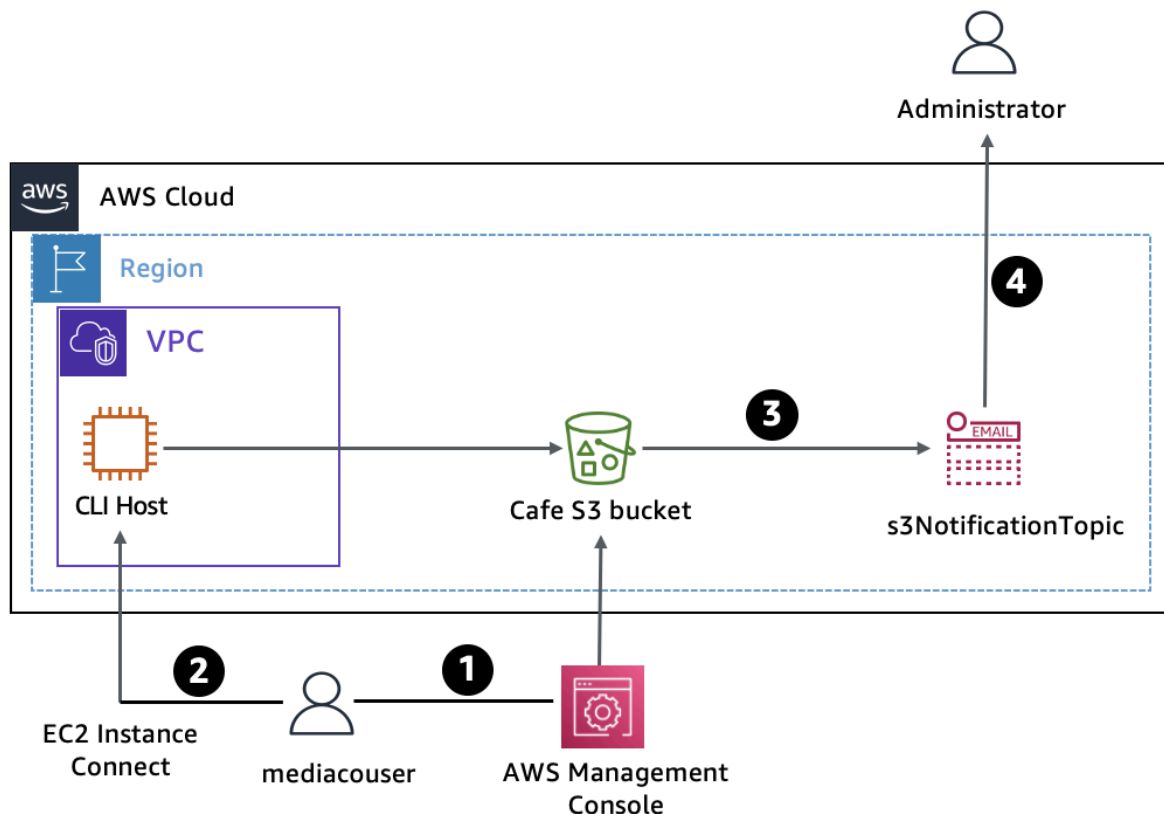 Administrator
aws
AWS Cloud
Region
4
VPC
3
EMAIL
CLI Host
Cafe S3 bucket
s3NotificationTopic
2
1
EC2 Instance
Connect
mediacouser
AWS Management
Console